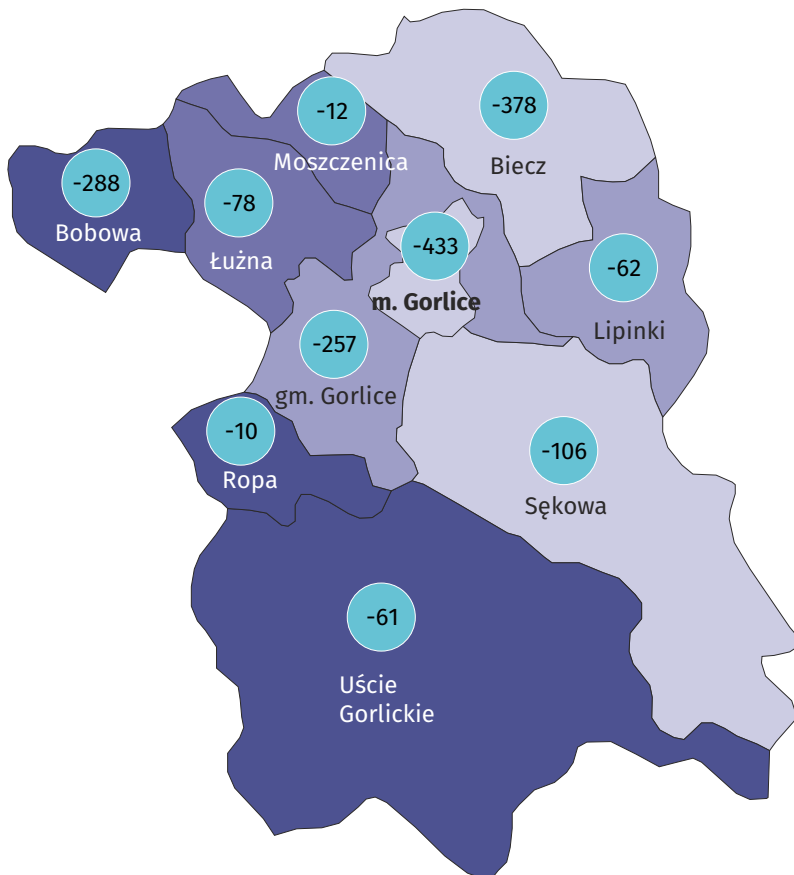 -12
Moszczenica
-378
Biecz
-288
Bobowa
-78
Łużna
-433
m. Gorlice
-62
Lipinki
-257
gm. Gorlice
-10
Ropa
-106
Sękowa
-61
Uście
Gorlickie